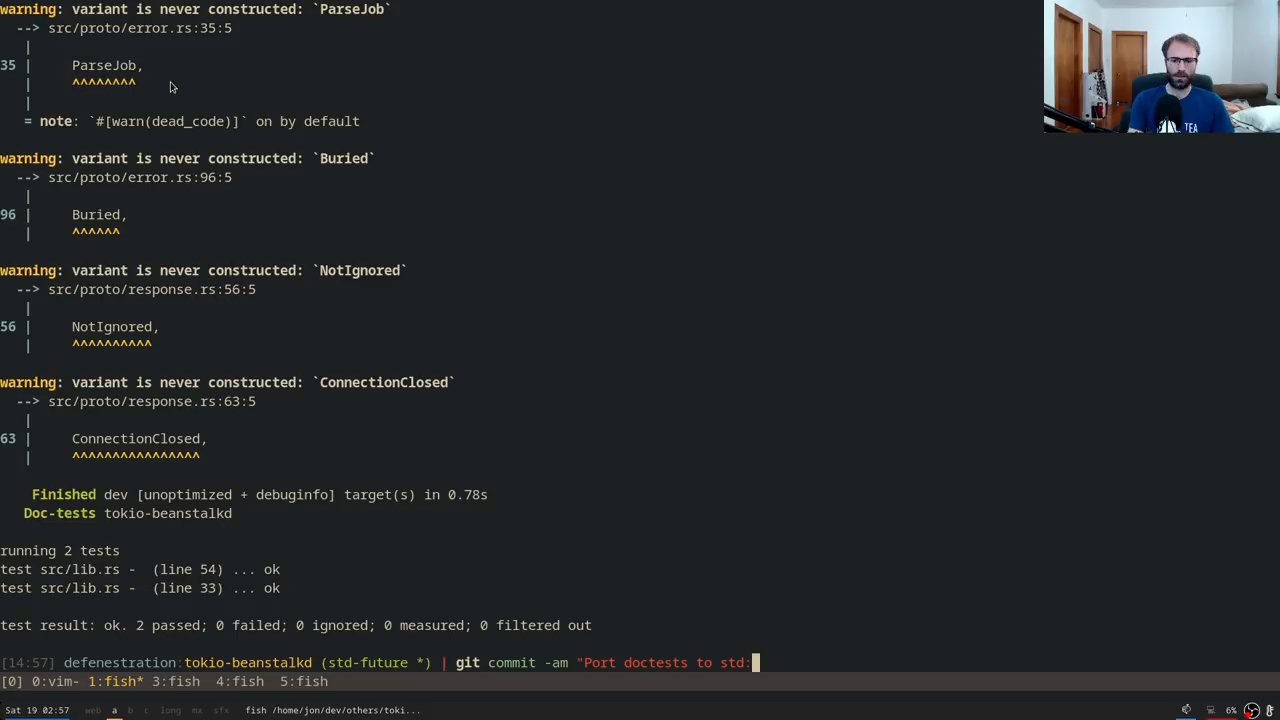 warning: variant is never constructed: `ParseJob`
--> src/proto/error.rs:35:5
|
35 | ParseJob,
| ^^^^^^^^
|
= note: `#[warn(dead_code)]` on by default
warning: variant is never constructed: `Buried`
--> src/proto/error.rs:96:5
|
96 | Buried,
| ^^^^^^
warning: variant is never constructed: `NotIgnored`
--> src/proto/response.rs:56:5
|
56 | NotIgnored,
| ^^^^^^^^^^
warning: variant is never constructed: `ConnectionClosed`
--> src/proto/response.rs:63:5
|
63 | ConnectionClosed,
| ^^^^^^^^^^^^^^^^
Finished dev [unoptimized + debuginfo] target(s) in 0.78s
Doc-tests tokio-beanstalkd
running 2 tests
test src/lib.rs - (line 54) ... ok
test src/lib.rs - (line 33) ... ok
test result: ok. 2 passed; 0 failed; 0 ignored; 0 measured; 0 filtered out
[14:57] defenestration:tokio-beanstalkd (std-future *) | git commit -am "Port doctests to std:
[0] 0:vim- 1:fish* 3:fish 4:fish 5:fish
Sat 19 02:57 web a b c long mx sfx fish /home/jon/dev/others/toki... 6%
TEA